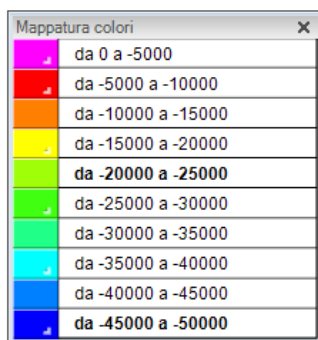 Mappatura colori
da 0 a -5000
da -5000 a -10000
da -10000 a -15000
da -15000 a -20000
da -20000 a -25000
da -25000 a -30000
da -30000 a -35000
da -35000 a -40000
da -40000 a -45000
da -45000 a -50000